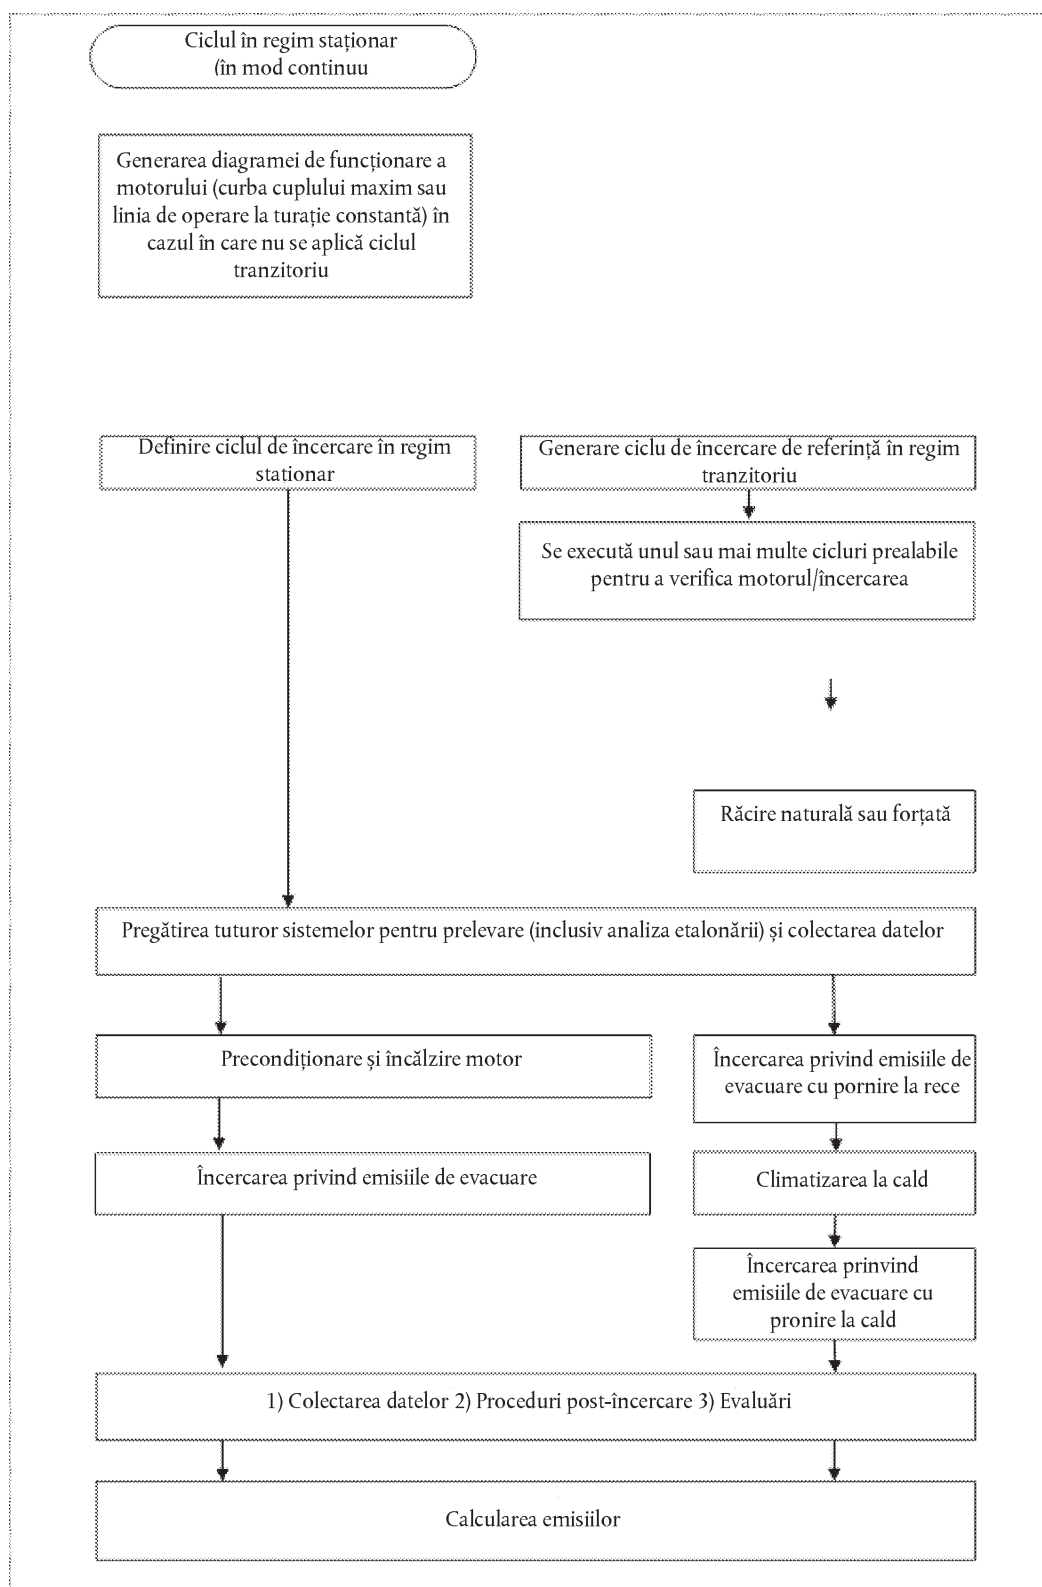 Ciclul în regim staționar
(în mod continuu
Generarea diagramei de funcționare a
motorului (curba cuplului maxim sau
linia de operare la turație constantă) în
cazul în care nu se aplică ciclul
tranzitoriu
Definire ciclul de încercare în regim
stationar
Generare ciclu de încercare de referință în regim
tranzitoriu
Se execută unul sau mai multe cicluri prealabile
pentru a verifica motorul/încercarea
Răcire naturală sau forțată
Pregătirea tuturor sistemelor pentru prelevare (inclusiv analiza etalonării) și colectarea datelor
Precondiționare și încălzire motor
Încercarea privind emisiile de
evacuare cu pornire la rece
Încercarea privind emisiile de evacuare
Climatizarea la cald
Încercarea prinvind
emisiile de evacuare cu
pronire la cald
1) Colectarea datelor 2) Proceduri post-încercare 3) Evaluări
Calcularea emisiilor